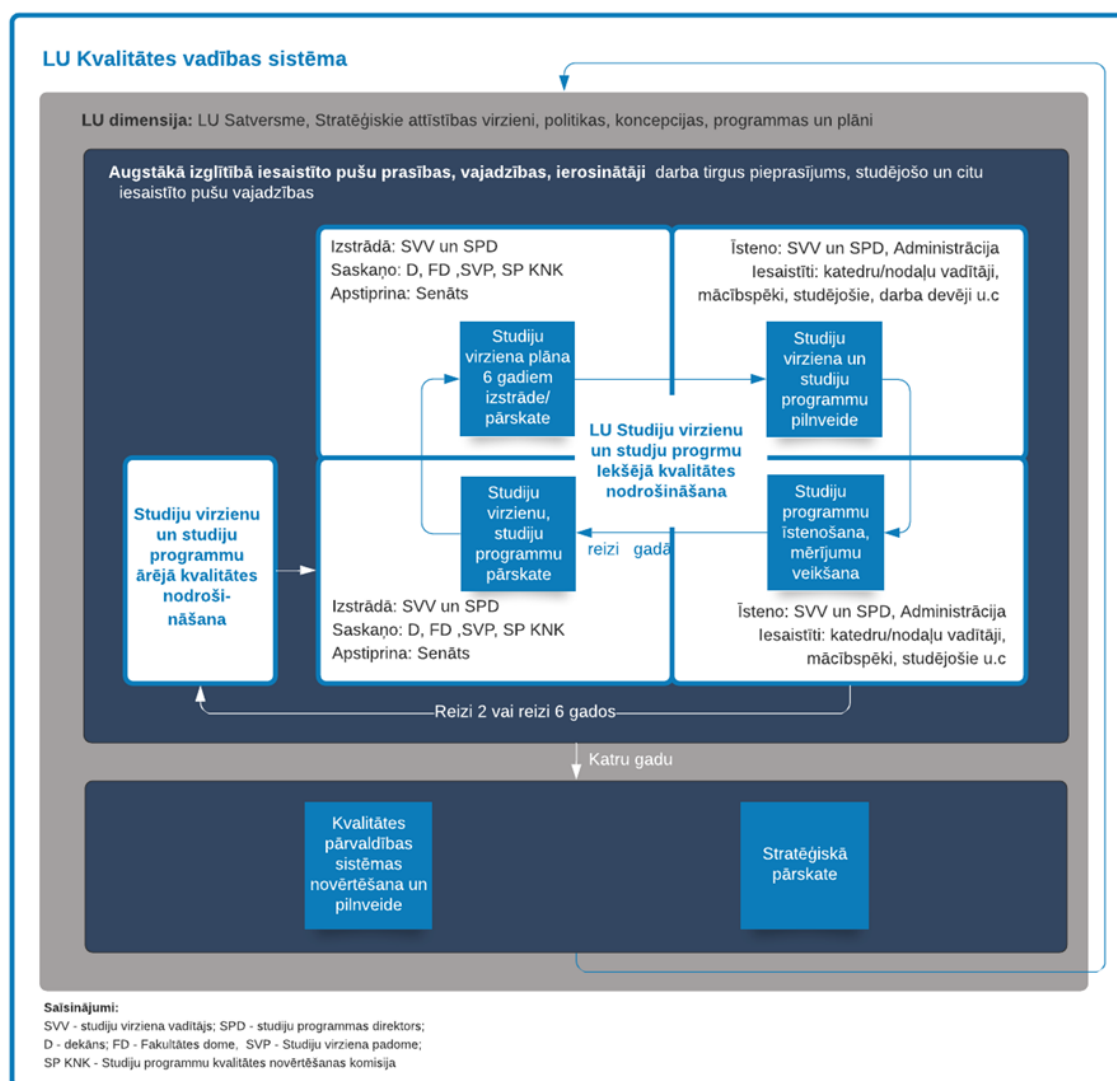 LU Kvalitātes vadības sistēma
LU dimensija: LU Satversme, Stratēģiskie attīstības virzieni, politikas, koncepcijas, programmas un plāni
Augstākā izglītībā iesaistīto pušu prasības, vajadzības, ierosinātāji darba tirgus pieprasījums, studējošo un citu
iesaistīto pušu vajadzības
Izstrādā: SVV un SPD
Saskaņo: D, FD ,SVP, SP KNK
Apstiprina: Senāts
Īsteno: SVV un SPD, Administrācija
Iesaistīti: katedru/nodaļu vadītāji,
mācībspēki, studējošie, darba devēji u.c
Studiju
virziena plāna
6 gadiem
izstrāde/
pārskate
Studiju
virziena un
studiju
programmu
pilnveide
LU Studiju virzienu
un studju progrmu
Iekšējā kvalitātes
nodrošināšana
Studiju virzienu
un studiju
programmu
ārējā kvalitātes
nodroši-
nāšana
Studiju
virzienu,
studiju
programmu
pārskate
reizi gadā
Studiju
programmu
īstenošana,
mērījumu
veikšana
Izstrādā: SVV un SPD
Saskaņo: D, FD ,SVP, SP KNK
Apstiprina: Senāts
Īsteno: SVV un SPD, Administrācija
Iesaistīti: katedru/nodaļu vadītāji,
mācībspēki, studējošie u.c
Reizi 2 vai reizi 6 gados
Katru gadu
Kvalitātes
pārvaldības
sistēmas
novērtēšana un
pilnveide
Stratēģiskā
pārskate
Saīsinājumi:
SVV - studiju virziena vadītājs; SPD - studiju programmas direktors;
D - dekāns; FD - Fakultātes dome, SVP - Studiju virziena padome;
SP KNK - Studiju programmu kvalitātes novērtēšanas komisija